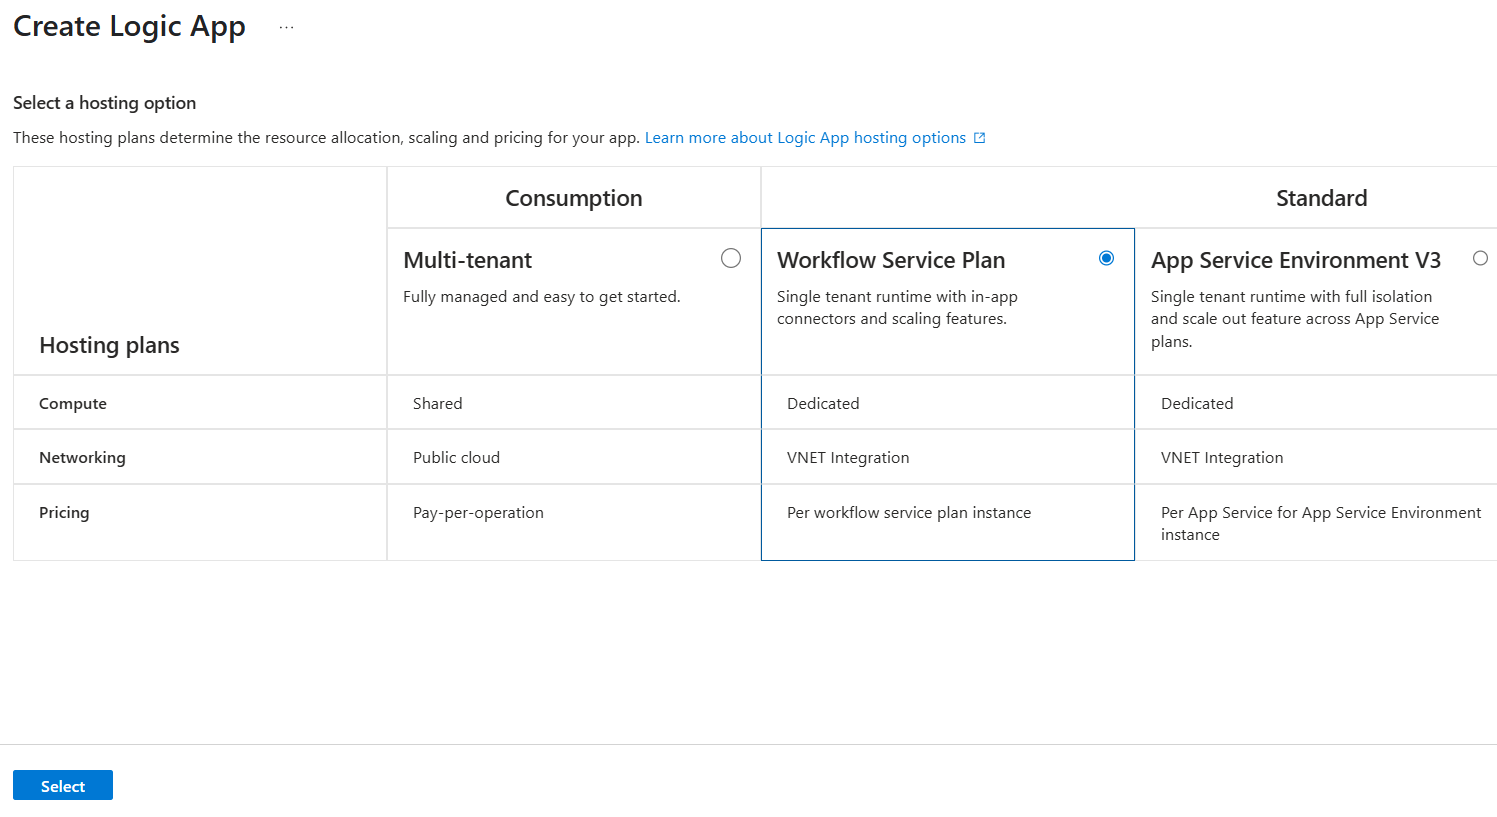 Create Logic App ...
Select a hosting option
These hosting plans determine the resource allocation, scaling and pricing for your app. Learn more about Logic App hosting options
Consumption
Standard
Hosting plans
Multi-tenant
Fully managed and easy to get started.
Workflow Service Plan
Single tenant runtime with in-app
connectors and scaling features.
App Service Environment V3
Single tenant runtime with full isolation
and scale out feature across App Service
plans.
Compute
Shared
Dedicated
Dedicated
Networking
Public cloud
VNET Integration
VNET Integration
Pricing
Pay-per-operation
Per workflow service plan instance
Per App Service for App Service Environment
instance
Select